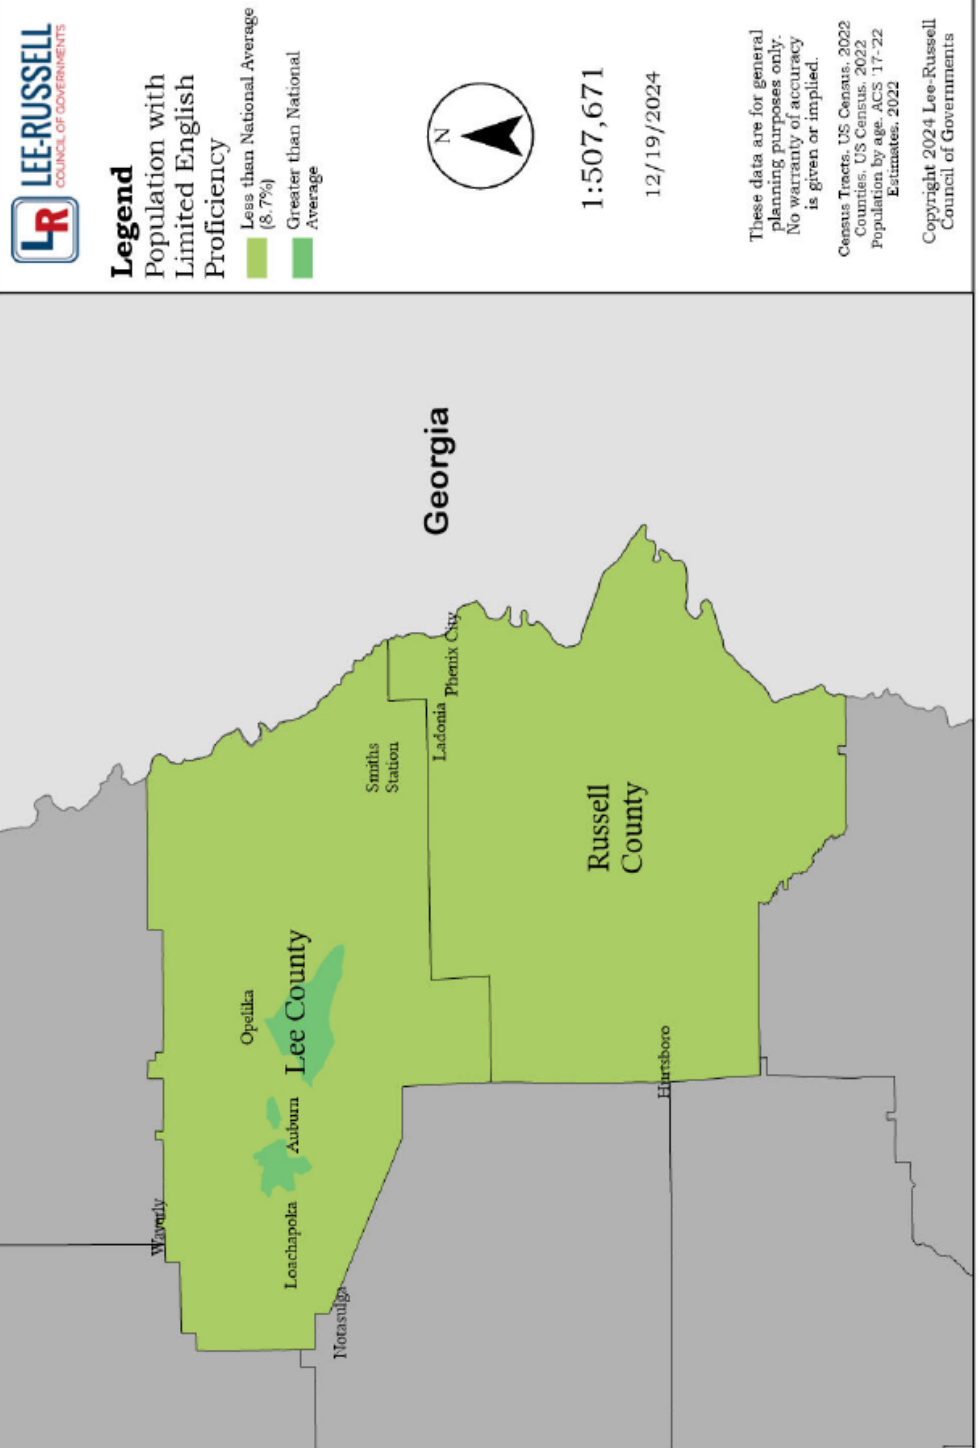 LR LEE-RUSSELL
COUNCIL OF GOVERNMENTS
Legend
Population with
Limited English
Proficiency
Less than National Average
(8.7%)
Greater than National
Average
N
1:507,671
12/19/2024
These data are for general
planning purposes only.
No warranty of accuracy
is given or implied.
Census Tracts. US Census. 2022
Counties. US Census. 2022
Population by age. ACS '17-'22
Estimates. 2022
Copyright 2024 Lee-Russell
Council of Governments
Georgia
Waverly
Opelika
Lee County
Auburn
Loachapoka
Notasulga
Smiths
Station
Ladonia
Phenix City
Russell
County
Hurtsboro